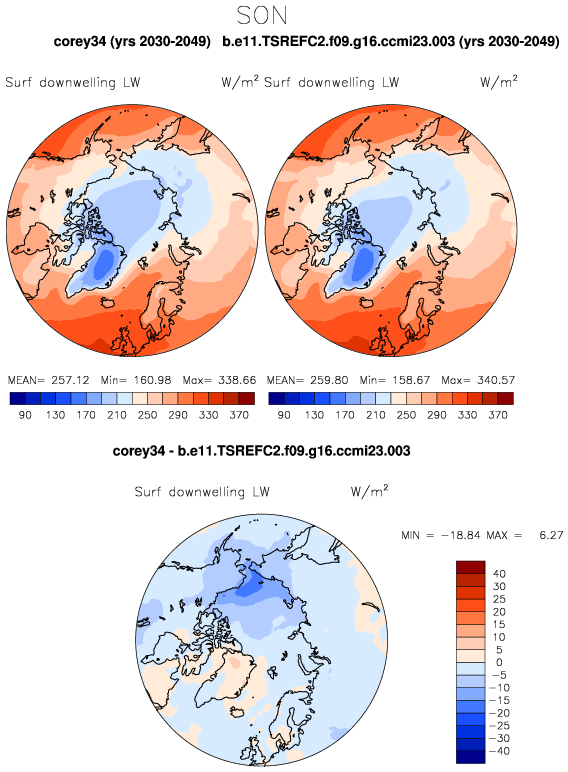 SON
corey34 (yrs 2030-2049) b.e11.TSREFC2.f09.g16.ccmi23.003 (yrs 2030-2049)
Surf downwelling LW W/m² Surf downwelling LW W/m²
MEAN= 257.12 Min= 160.98 Max= 338.66 MEAN= 259.80 Min= 158.67 Max= 340.57
90 130 170 210 250 290 330 370 90 130 170 210 250 290 330 370
corey34 - b.e11.TSREFC2.f09.g16.ccmi23.003
Surf downwelling LW W/m²
MIN = -18.84 MAX = 6.27
40
30
25
20
15
10
5
0
-5
-10
-15
-20
-25
-30
-40